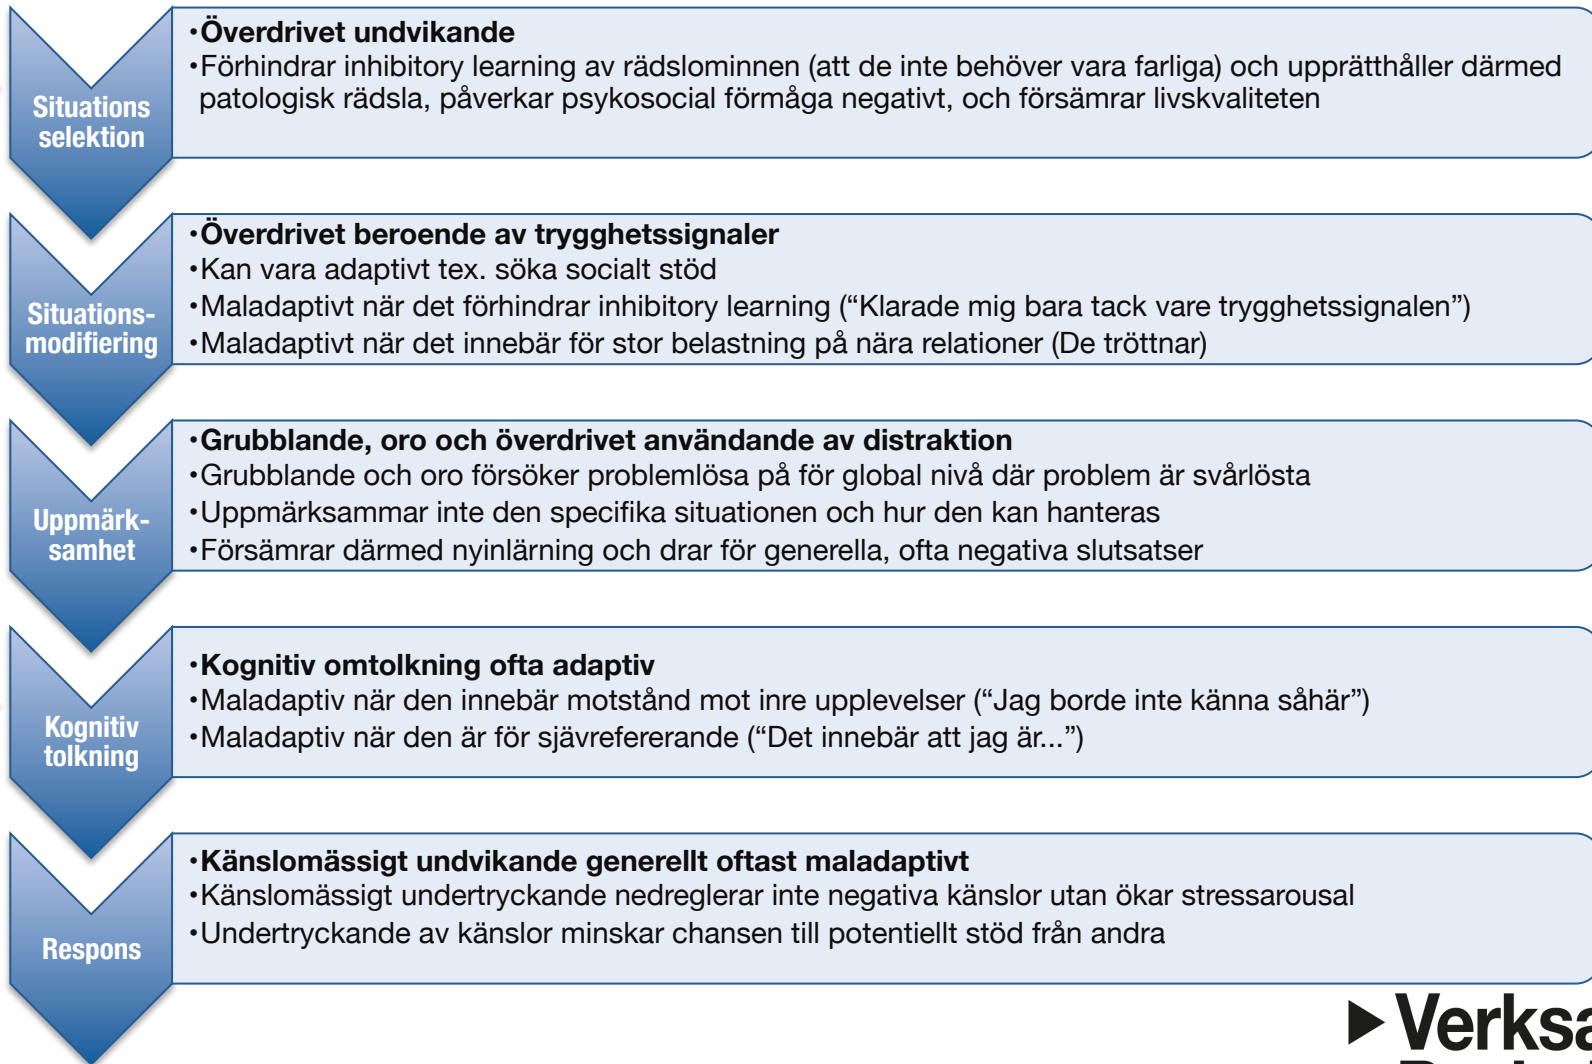 Situations
selektion
•Överdrivet undvikande
•Förhindrar inhibitory learning av rädslominnen (att de inte behöver vara farliga) och upprätthåller därmed
patologisk rädsla, påverkar psykosocial förmåga negativt, och försämrar livskvaliteten
Situations-
modifiering
•Överdrivet beroende av trygghetssignaler
•Kan vara adaptivt tex. söka socialt stöd
•Maladaptivt när det förhindrar inhibitory learning (“Klarade mig bara tack vare trygghetssignalen”)
•Maladaptivt när det innebär för stor belastning på nära relationer (De tröttnar)
Uppmärk-
samhet
•Grubblande, oro och överdrivet användande av distraktion
•Grubblande och oro försöker problemlösa på för global nivå där problem är svårlösta
•Uppmärksammar inte den specifika situationen och hur den kan hanteras
•Försämrar därmed nyinlärning och drar för generella, ofta negativa slutsatser
Kognitiv
tolkning
•Kognitiv omtolkning ofta adaptiv
•Maladaptiv när den innebär motstånd mot inre upplevelser (“Jag borde inte känna såhär”)
•Maladaptiv när den är för sjävrefererande (“Det innebär att jag är...”)
Respons
•Känslomässigt undvikande generellt oftast maladaptivt
•Känslomässigt undertryckande nedreglerar inte negativa känslor utan ökar stressarousal
•Undertryckande av känslor minskar chansen till potentiellt stöd från andra